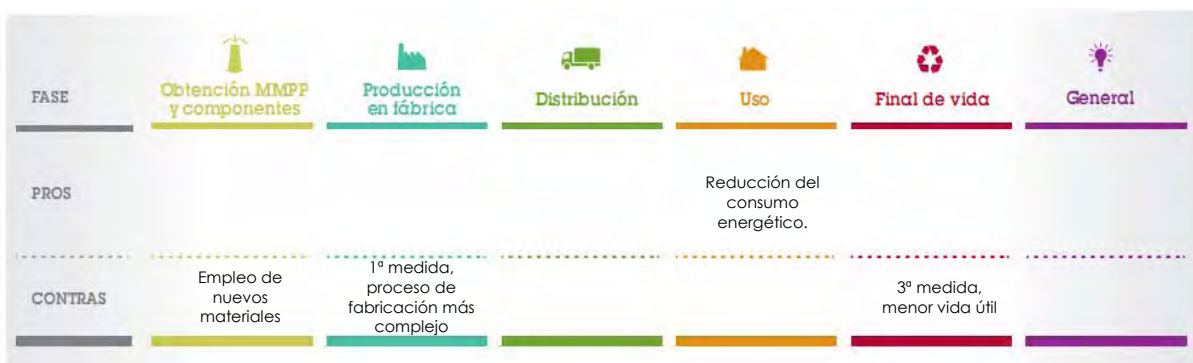 FASE
Obtención MMPP
y componentes
Producción
en fábrica
Distribución
Uso
Final de vida
General
PROS
Reducción del
consumo
energético.
CONTRAS
Empleo de
nuevos
materiales
1ª medida,
proceso de
fabricación más
complejo
3ª medida,
menor vida útil